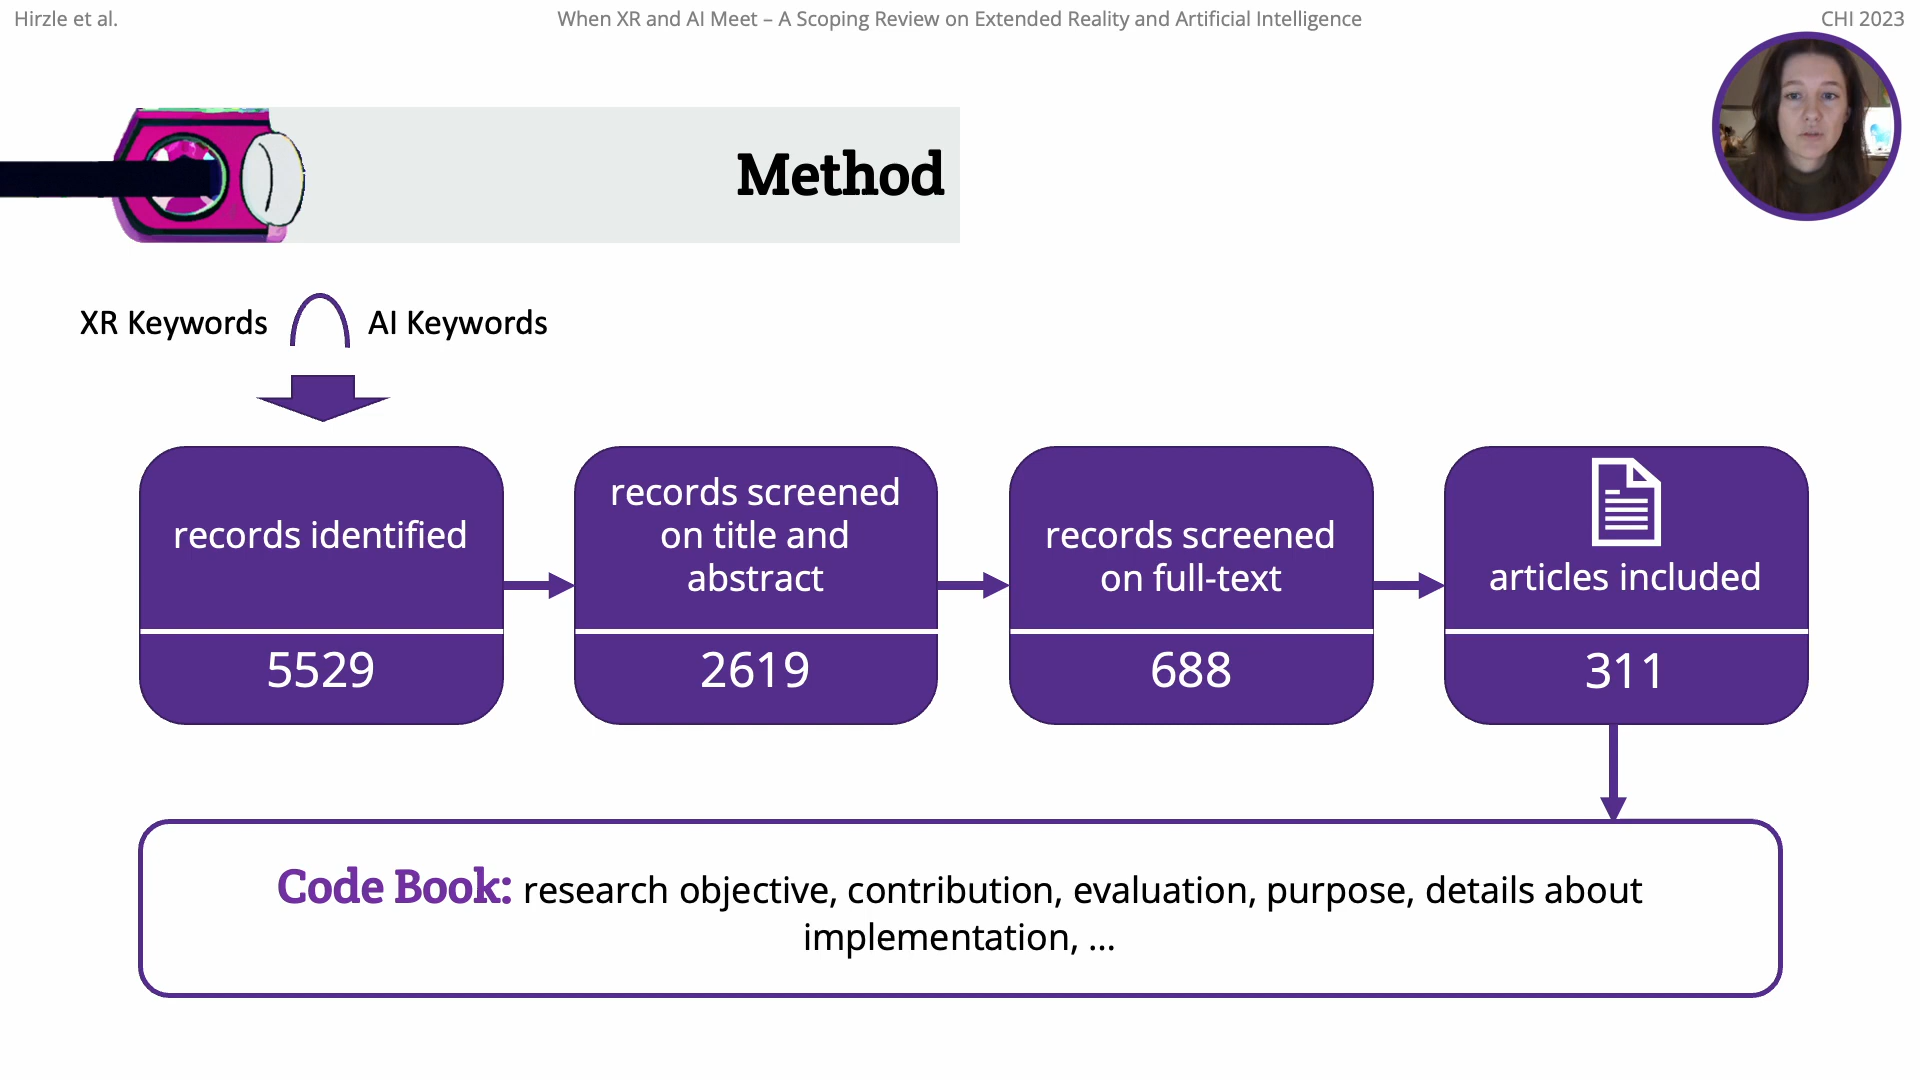 Hirzle et al.
When XR and AI Meet – A Scoping Review on Extended Reality and Artificial Intelligence
CHI 2023
Method
XR Keywords
AI Keywords
records identified
5529
records screened
on title and
abstract
2619
records screened
on full-text
688
articles included
311
Code Book: research objective, contribution, evaluation, purpose, details about
implementation, ...